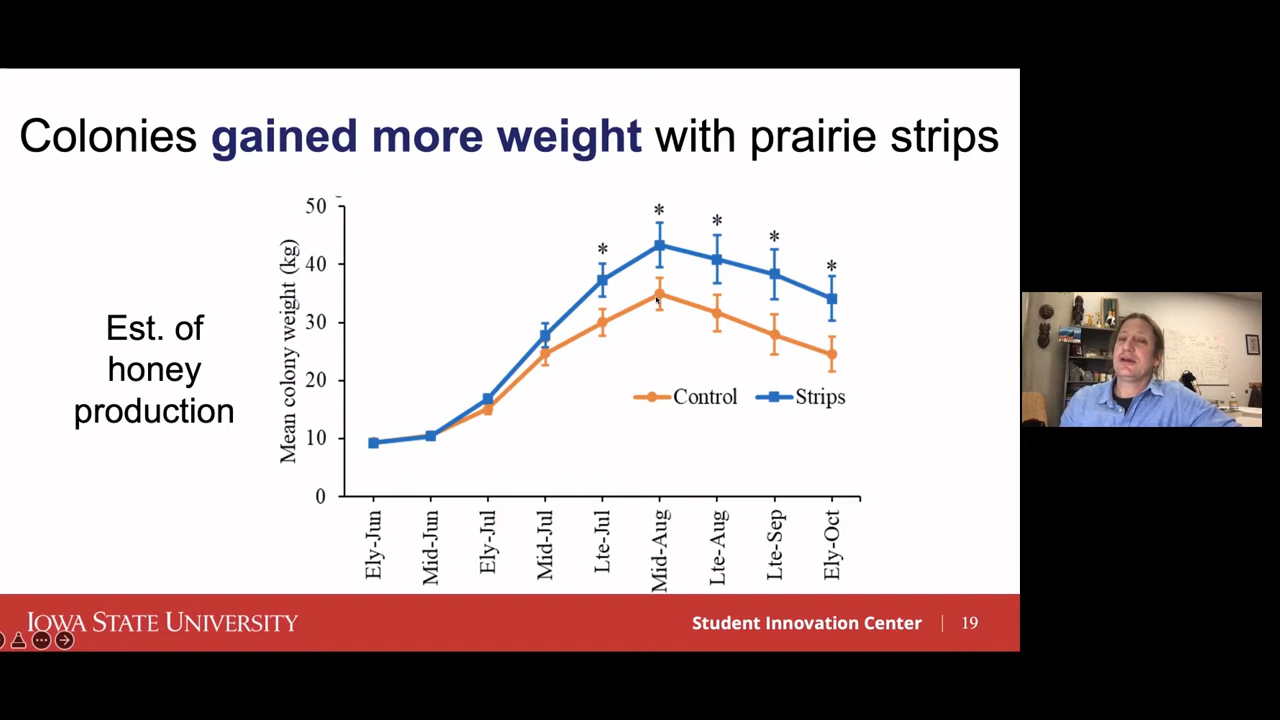 Colonies gained more weight with prairie strips
Est. of
honey
production
Mean colony weight (kg)
50
40
30
20
10
0
*
*
*
*
*
Control
Strips
Ely-Jun
Mid-Jun
Ely-Jul
Mid-Jul
Lte-Jul
Mid-Aug
Lte-Aug
Lte-Sep
Ely-Oct
IOWA STATE UNIVERSITY
Student Innovation Center | 19